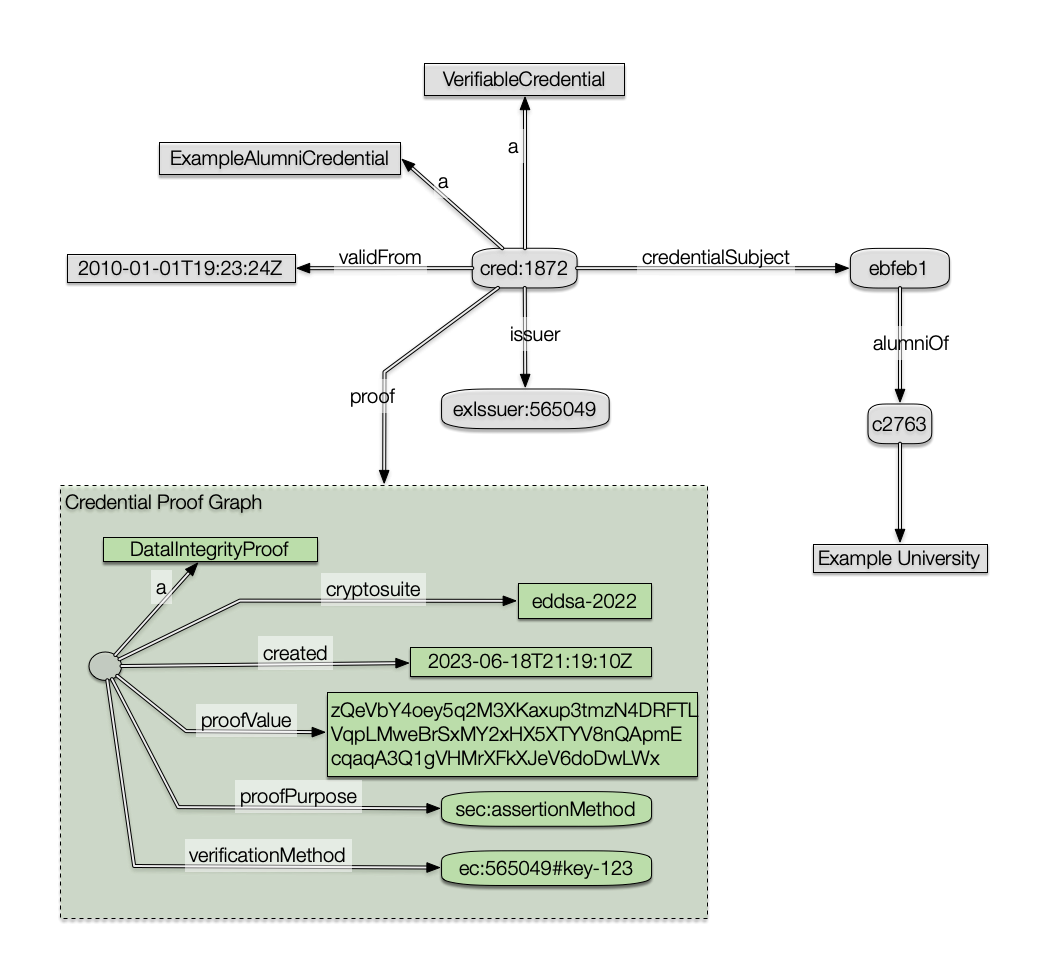 VerifiableCredential
a
ExampleAlumniCredential
a
2010-01-01T19:23:24Z
validFrom
cred:1872
credentialSubject
ebfeb1
issuer
alumniOf
proof
exIssuer:565049
c2763
Credential Proof Graph
DataIIntegrityProof
Example University
a
cryptosuite
eddsa-2022
created
2023-06-18T21:19:10Z
proofValue
zQeVbY4oey5q2M3XKaxup3tmzN4DRFTL
VqpLMweBrSxMY2xHX5XTYV8nQApmE
cqaqA3Q1gVHMrXFkXJeV6doDwLWx
proofPurpose
sec:assertionMethod
verificationMethod
ec:565049#key-123